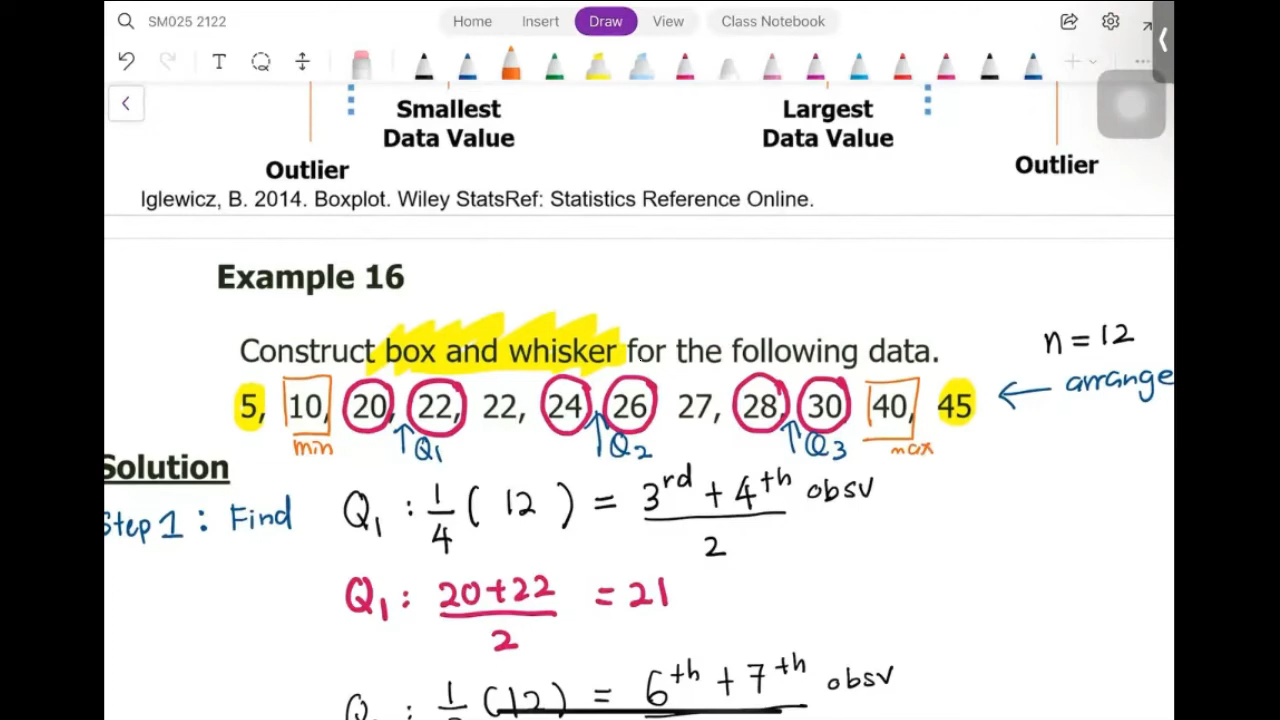 SM025 2122
Home Insert Draw View Class Notebook
Smallest
Data Value
Largest
Data Value
Outlier
Outlier
Iglewicz, B. 2014. Boxplot. Wiley StatsRef: Statistics Reference Online.
Example 16
Construct box and whisker for the following data.
n = 12
5, 10, 20, 22, 22, 24, 26, 27, 28, 30, 40, 45
← arrange
min ↑Q1 ↑Q2 ↑Q3 max
Solution
Step 1 : Find
Q1 : 1/4 ( 12 ) = 3rd + 4th obsv / 2
Q1 : 20+22 / 2 = 21
(12) = 6th + 7th obsv